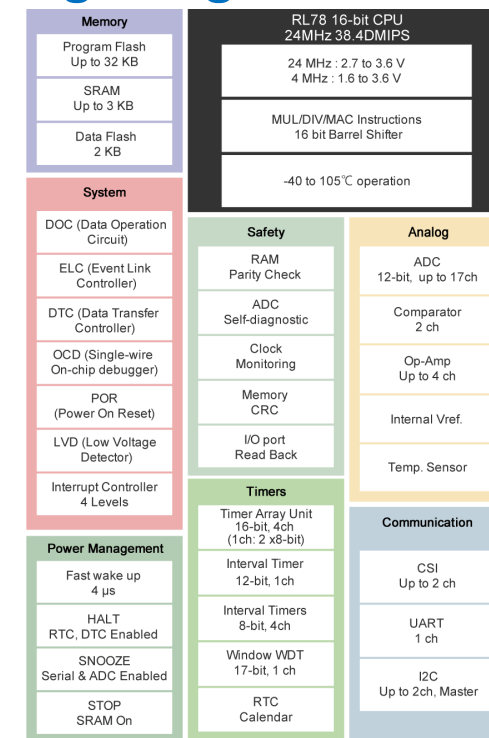 Memory
Program Flash
Up to 32 KB
SRAM
Up to 3 KB
Data Flash
2 KB
RL78 16-bit CPU
24MHz 38.4DMIPS
24 MHz : 2.7 to 3.6 V
4 MHz : 1.6 to 3.6 V
MUL/DIV/MAC Instructions
16 bit Barrel Shifter
-40 to 105℃ operation
System
DOC (Data Operation
Circuit)
ELC (Event Link
Controller)
DTC (Data Transfer
Controller)
OCD (Single-wire
On-chip debugger)
POR
(Power On Reset)
LVD (Low Voltage
Detector)
Interrupt Controller
4 Levels
Safety
RAM
Parity Check
ADC
Self-diagnostic
Clock
Monitoring
Memory
CRC
I/O port
Read Back
Analog
ADC
12-bit, up to 17ch
Comparator
2 ch
Op-Amp
Up to 4 ch
Internal Vref.
Temp. Sensor
Power Management
Fast wake up
4 µs
HALT
RTC, DTC Enabled
SNOOZE
Serial & ADC Enabled
STOP
SRAM On
Timers
Timer Array Unit
16-bit, 4ch
(1ch: 2 x8-bit)
Interval Timer
12-bit, 1ch
Interval Timers
8-bit, 4ch
Window WDT
17-bit, 1 ch
RTC
Calendar
Communication
CSI
Up to 2 ch
UART
1 ch
I2C
Up to 2ch, Master